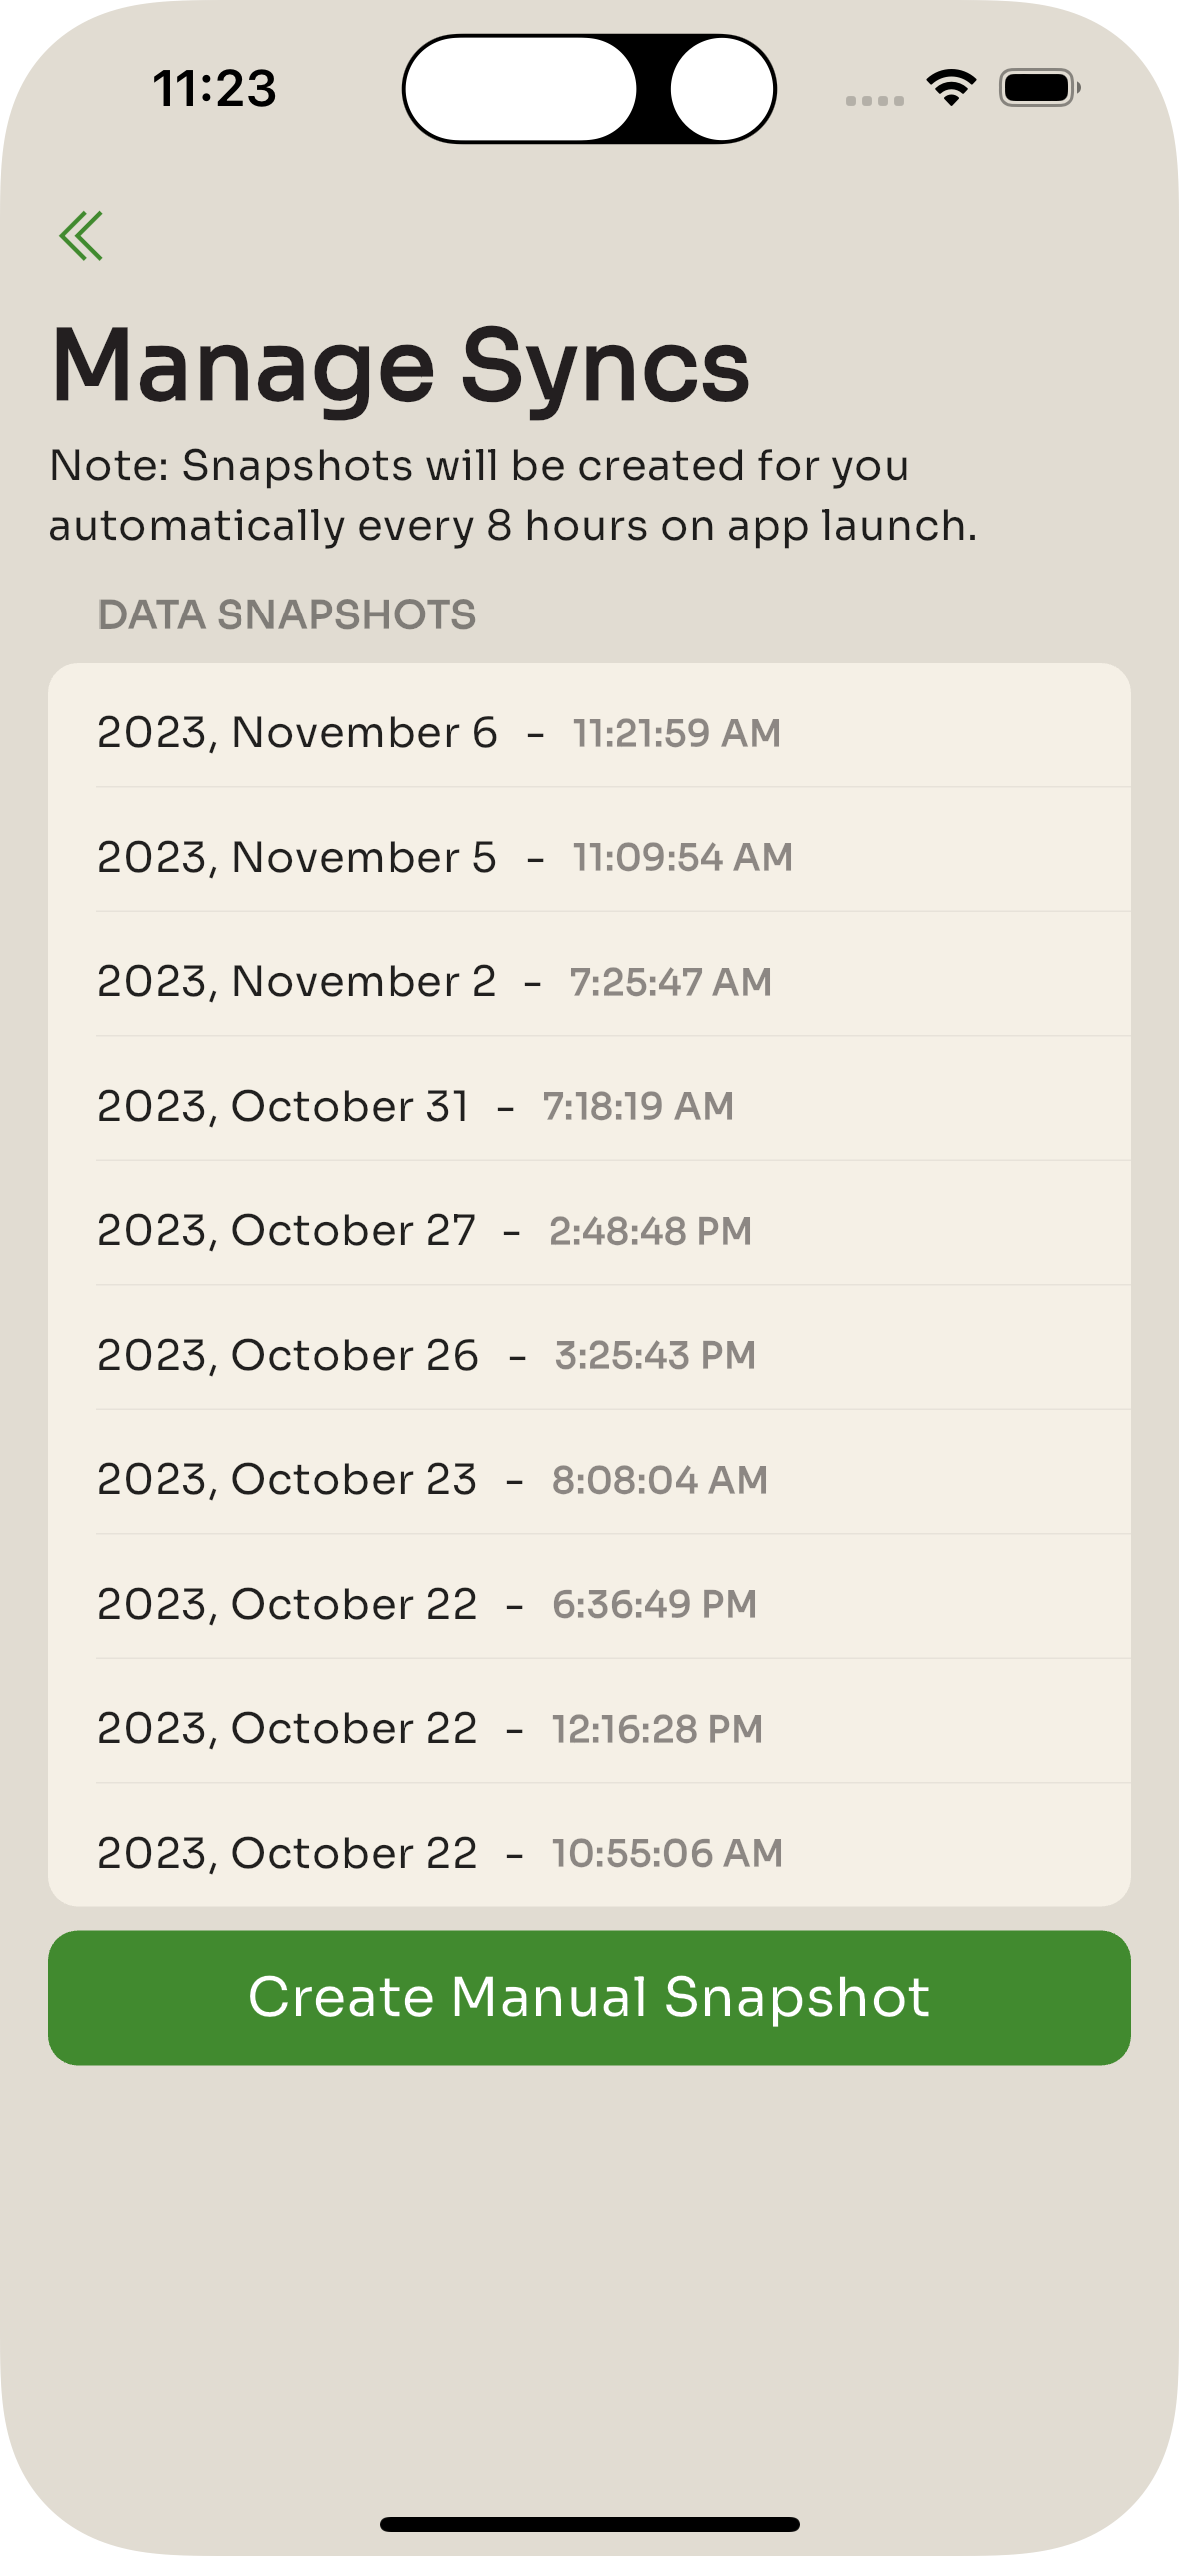 11:23
Manage Syncs
Note: Snapshots will be created for you
automatically every 8 hours on app launch.
DATA SNAPSHOTS
2023, November 6 - 11:21:59 AM
2023, November 5 - 11:09:54 AM
2023, November 2 - 7:25:47 AM
2023, October 31 - 7:18:19 AM
2023, October 27 - 2:48:48 PM
2023, October 26 - 3:25:43 PM
2023, October 23 - 8:08:04 AM
2023, October 22 - 6:36:49 PM
2023, October 22 - 12:16:28 PM
2023, October 22 - 10:55:06 AM
Create Manual Snapshot